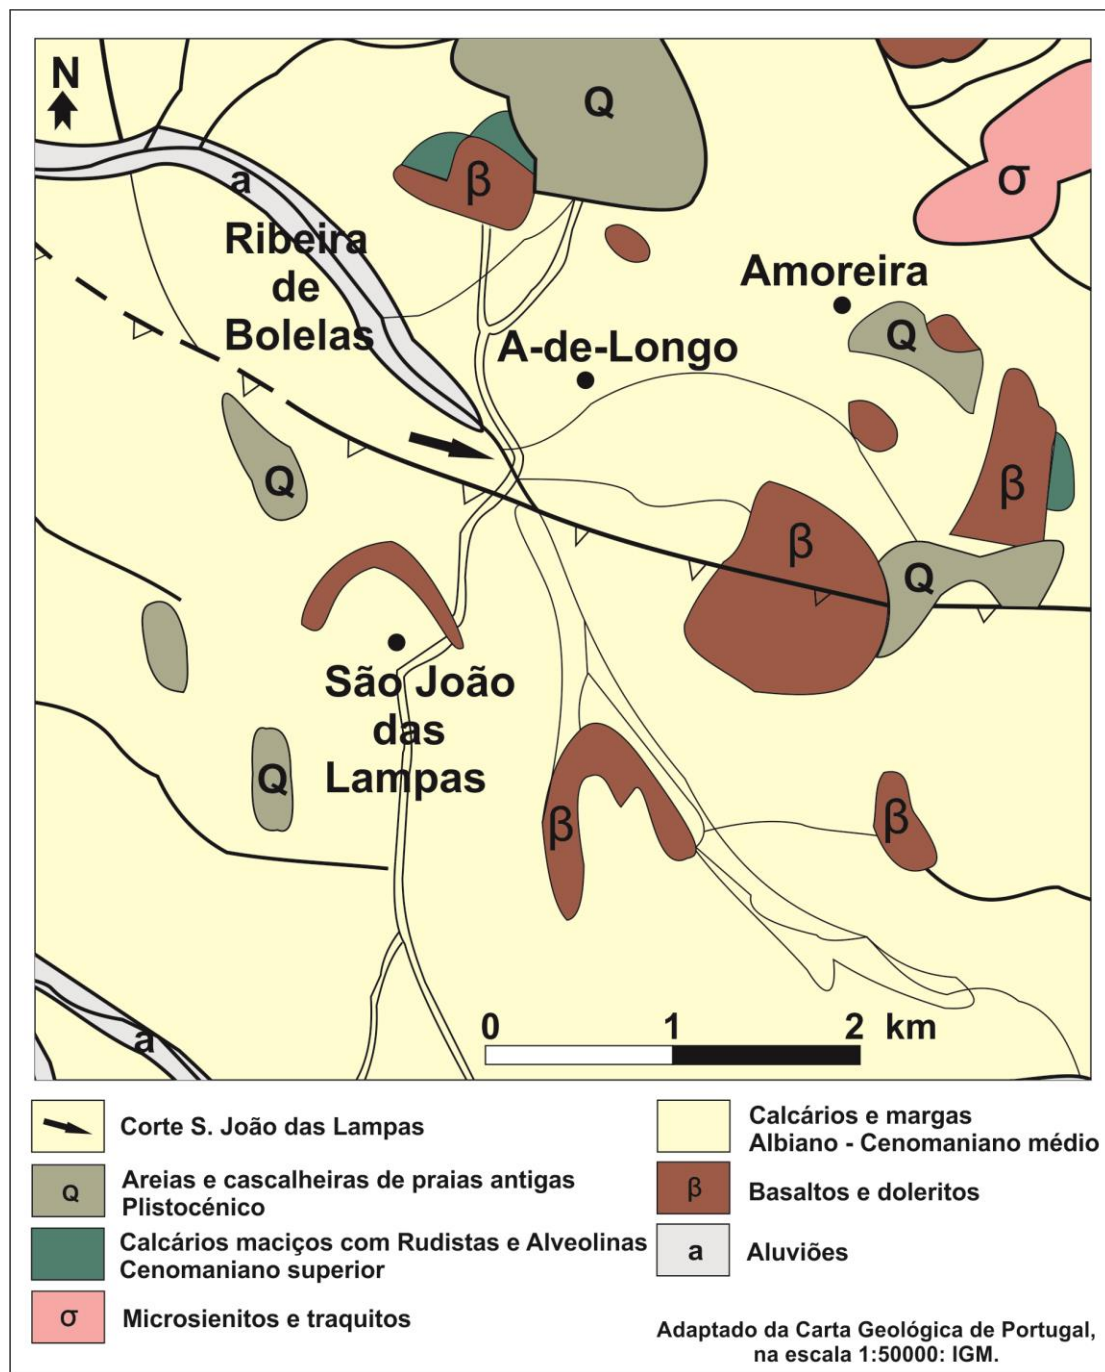 N
Q
β
σ
a
Ribeira
de
Bolelas
Amoreira
Q
A-de-Longo
β
Q
β
Q
São João
das
Lampas
Q
β
β
0 1 2 km
a
Corte S. João das Lampas
Q
Areias e cascalheiras de praias antigas
Plistocénico
Calcários maciços com Rudistas e Alveolinas
Cenomaniano superior
σ
Microsienitos e traquitos
Calcários e margas
Albiano - Cenomaniano médio
β
Basaltos e doleritos
a
Aluviões
Adaptado da Carta Geológica de Portugal,
na escala 1:50000: IGM.